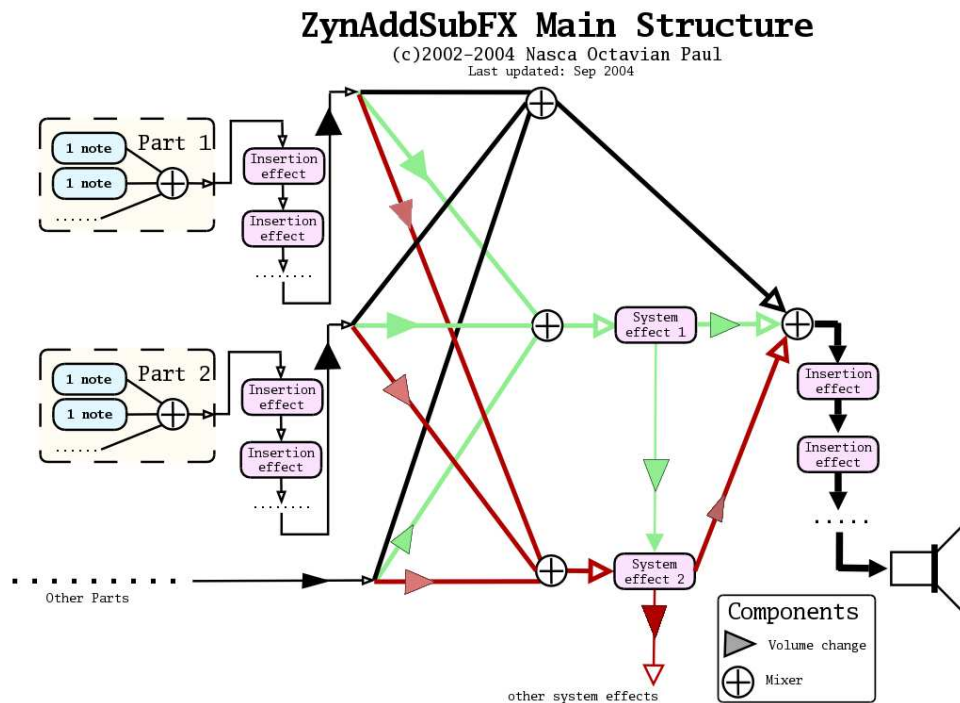 ZynAddSubFX Main Structure
(c)2002-2004 Nasca Octavian Paul
Last updated: Sep 2004
Part 1
1 note
1 note
........
Insertion
effect
Insertion
effect
.........
Part 2
1 note
1 note
........
Insertion
effect
Insertion
effect
.........
Other Parts
System
effect 1
System
effect 2
other system effects
Insertion
effect
Insertion
effect
.....
Components
Volume change
Mixer